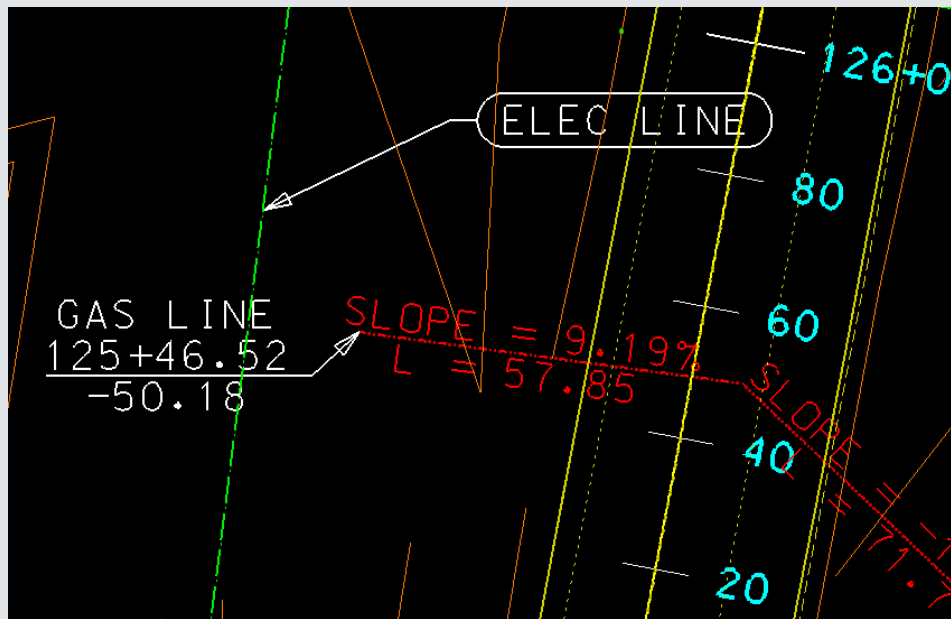 126+0
ELEC LINE
80
GAS LINE
125+46.52
-50.18
SLOPE = 9.19%
L = 57.85
60
SLOPE =
L = 71.
40
20